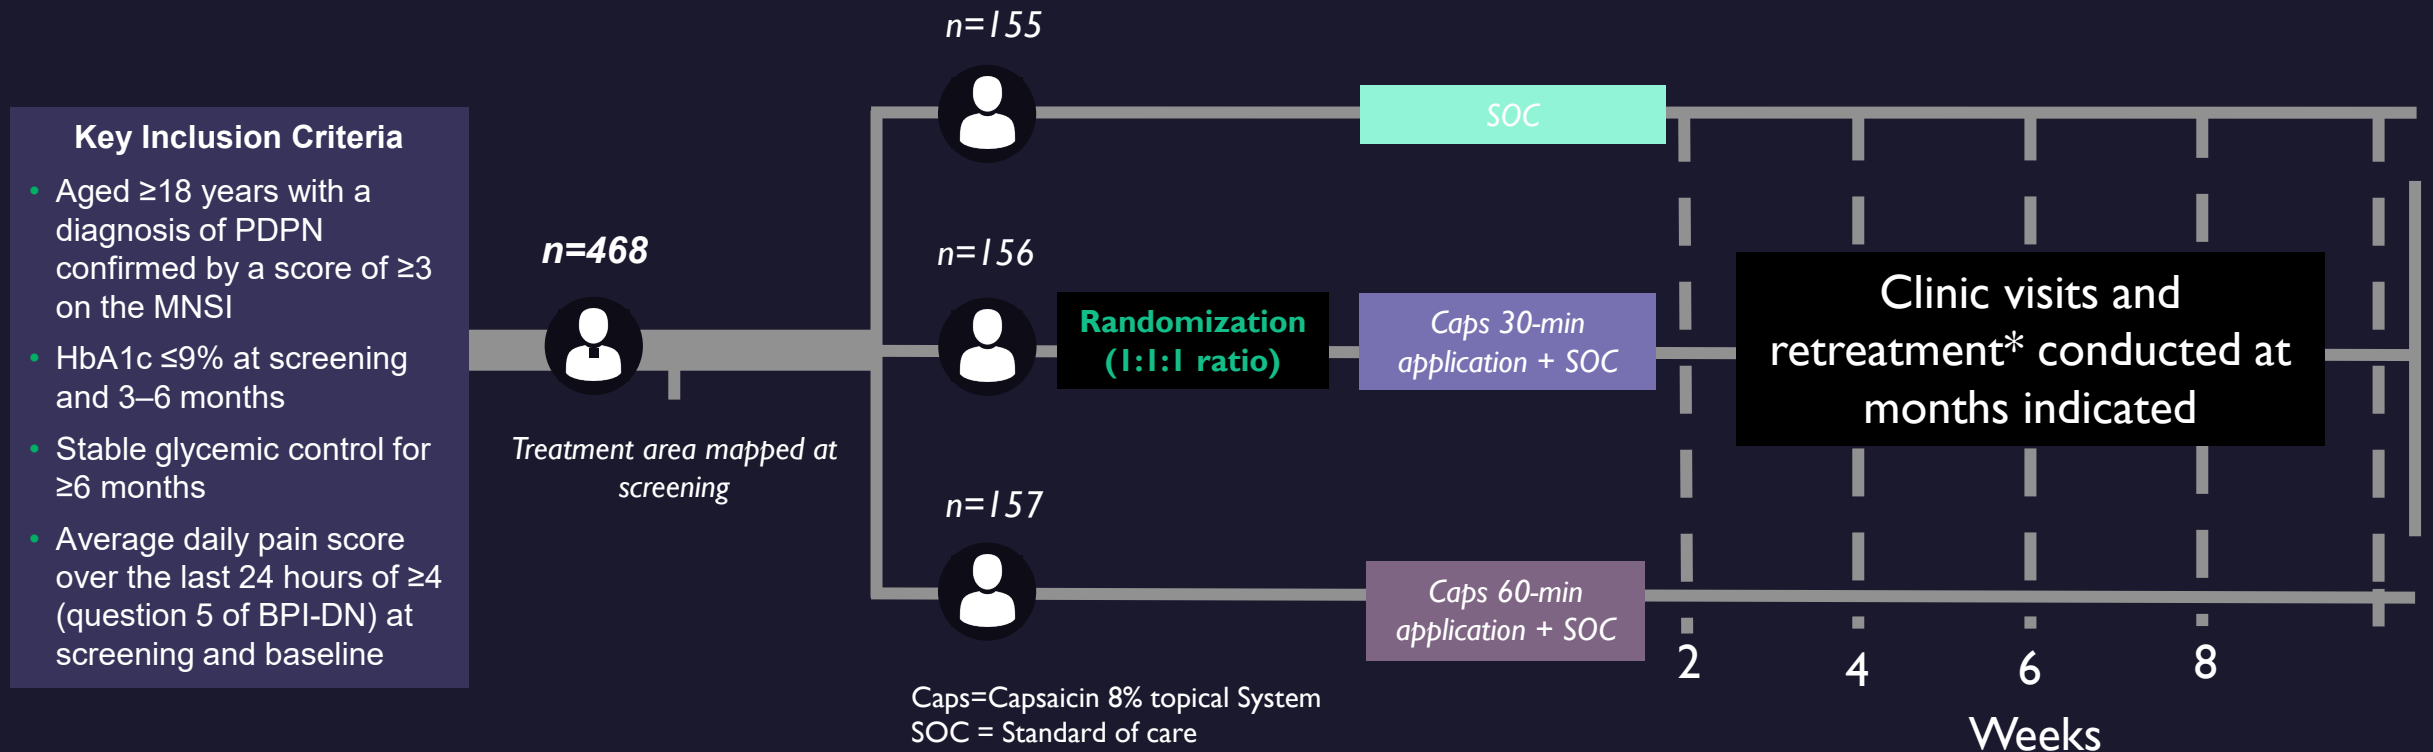 Key Inclusion Criteria
• Aged ≥18 years with a
diagnosis of PDPN
confirmed by a score of ≥3
on the MNSI
• HbA1c ≤9% at screening
and 3–6 months
• Stable glycemic control for
≥6 months
• Average daily pain score
over the last 24 hours of ≥4
(question 5 of BPI-DN) at
screening and baseline
n=468
Treatment area mapped at
screening
n=155
SOC
n=156
Randomization
(1:1:1 ratio)
Caps 30-min
application + SOC
Clinic visits and
retreatment* conducted at
months indicated
n=157
Caps 60-min
application + SOC
2
4
6
8
Weeks
Caps=Capsaicin 8% topical System
SOC = Standard of care